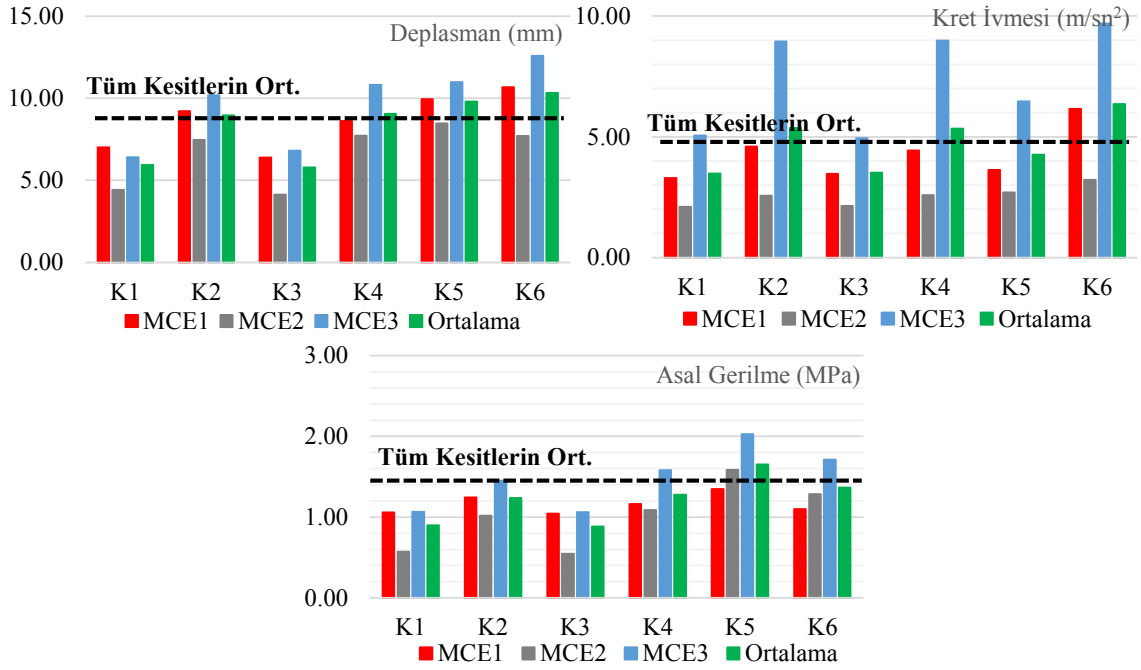 15.00
Deplasman (mm)
Tüm Kesitlerin Ort.
10.00
5.00
0.00
K1 K2 K3 K4 K5 K6
MCE1 MCE2 MCE3 Ortalama
10.00
Kret İvmesi (m/sn²)
Tüm Kesitlerin Ort.
5.00
0.00
K1 K2 K3 K4 K5 K6
MCE1 MCE2 MCE3 Ortalama
3.00
Asal Gerilme (MPa)
2.00
Tüm Kesitlerin Ort.
1.00
0.00
K1 K2 K3 K4 K5 K6
MCE1 MCE2 MCE3 Ortalama